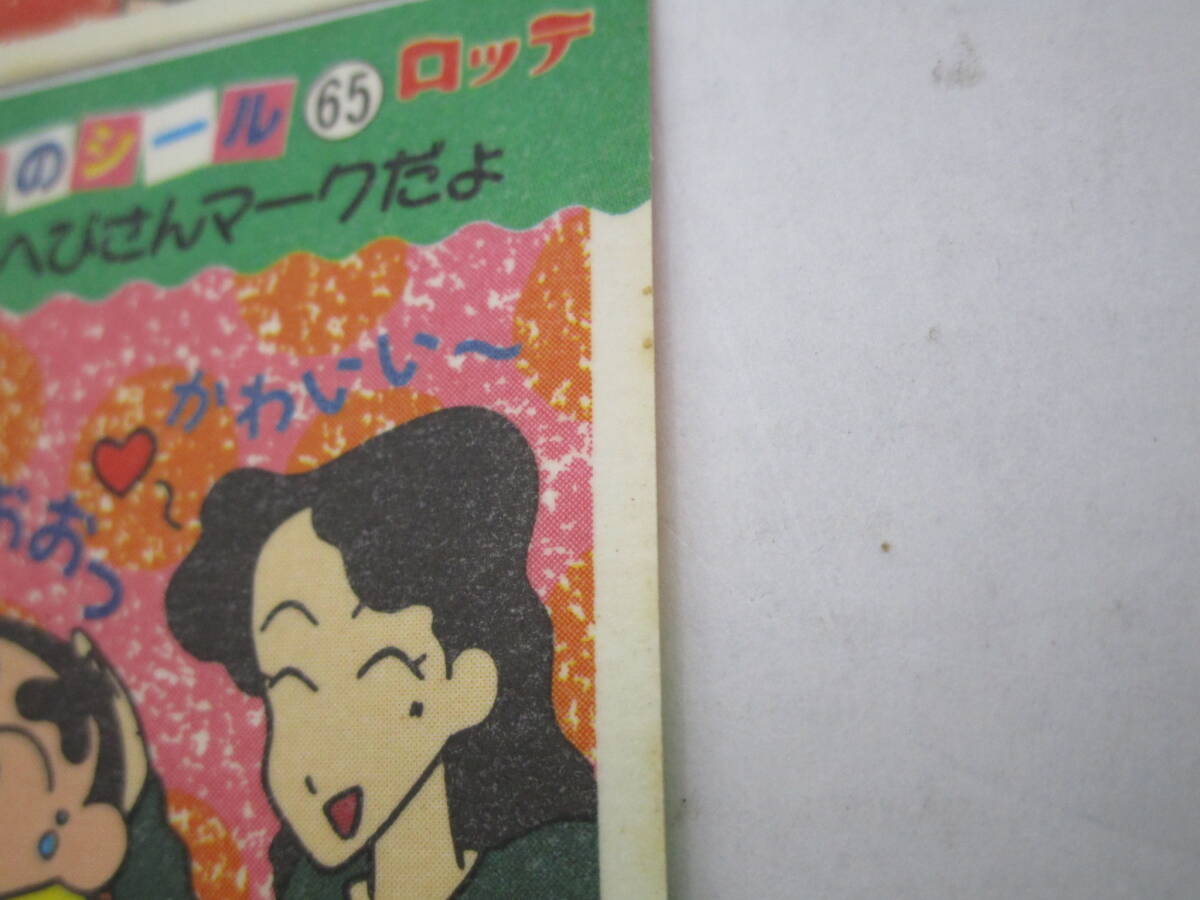 のシール 65 ロッテ
へびさんマークだよ
かわいい～
おおっ